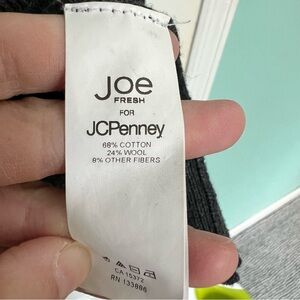 Joe
FRESH
FOR
JCPenney
68% COTTON
24% WOOL
8% OTHER FIBERS
CA 15372
RN 133886